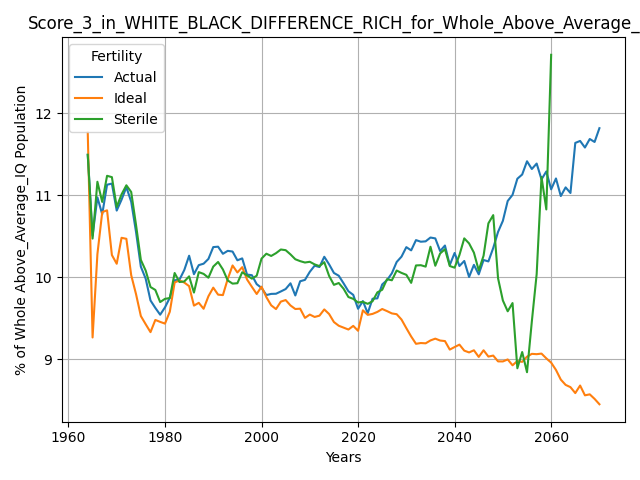 Score_3_in_WHITE_BLACK_DIFFERENCE_RICH_for_Whole_Above_Average_
Fertility
Actual
Ideal
Sterile
% of Whole Above_Average_IQ Population
12
11
10
9
1960 1980 2000 2020 2040 2060
Years